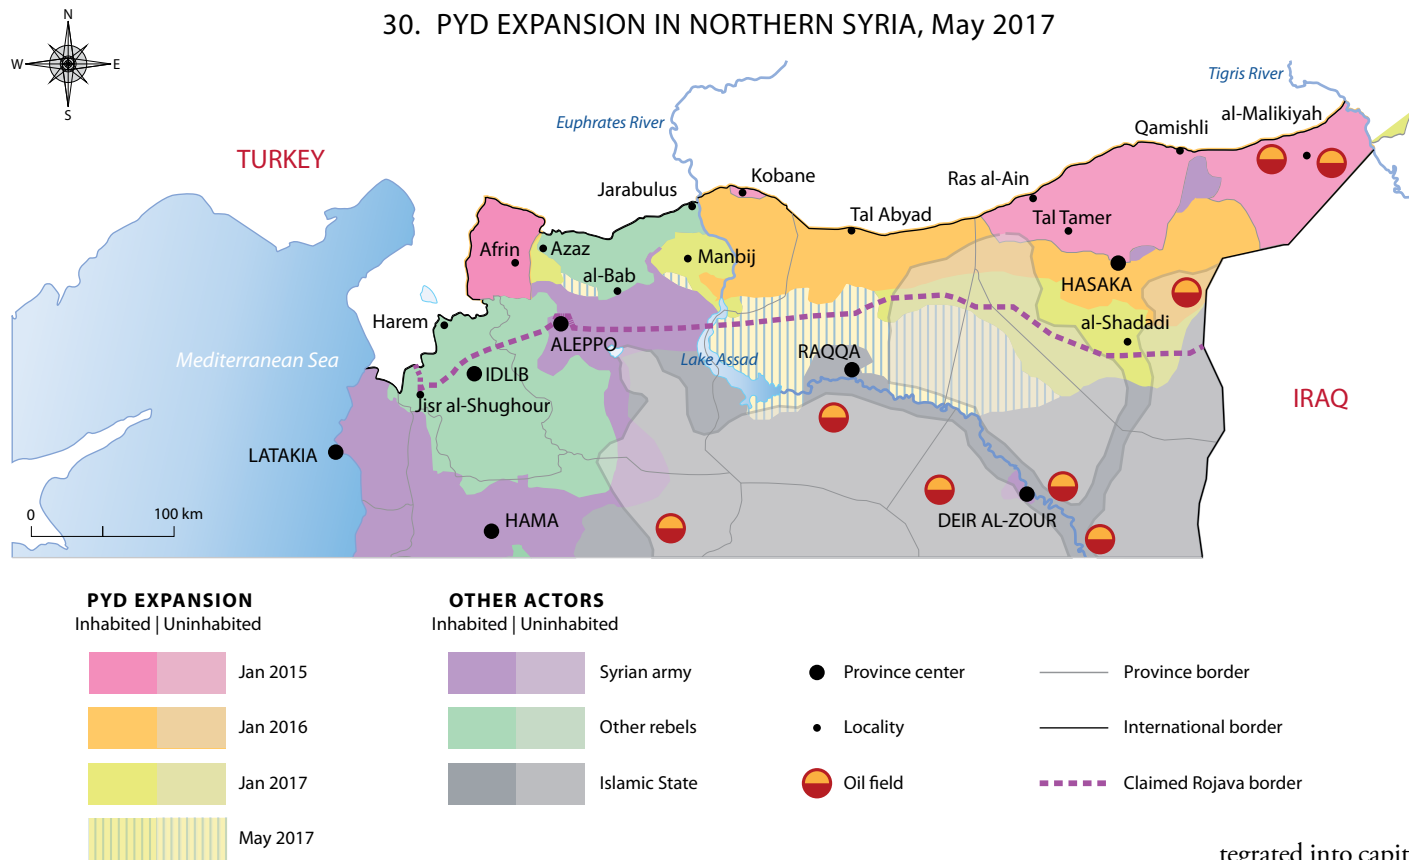 30. PYD EXPANSION IN NORTHERN SYRIA, May 2017
N
W
E
S
Tigris River
al-Malikiyah
Euphrates River
Qamishli
TURKEY
Kobane
Ras al-Ain
Jarabulus
Tal Abyad
Tal Tamer
Afrin
Azaz
Manbij
al-Bab
HASAKA
Harem
al-Shadadi
ALEPPO
Mediterranean Sea
Lake Assad
RAQQA
IDLIB
IRAQ
Jisr al-Shughour
LATAKIA
0
100 km
HAMA
DEIR AL-ZOUR
PYD EXPANSION
Inhabited | Uninhabited
Jan 2015
Jan 2016
Jan 2017
May 2017
OTHER ACTORS
Inhabited | Uninhabited
Syrian army
Other rebels
Islamic State
Province center
Locality
Oil field
Province border
International border
Claimed Rojava border
tegrated into capit